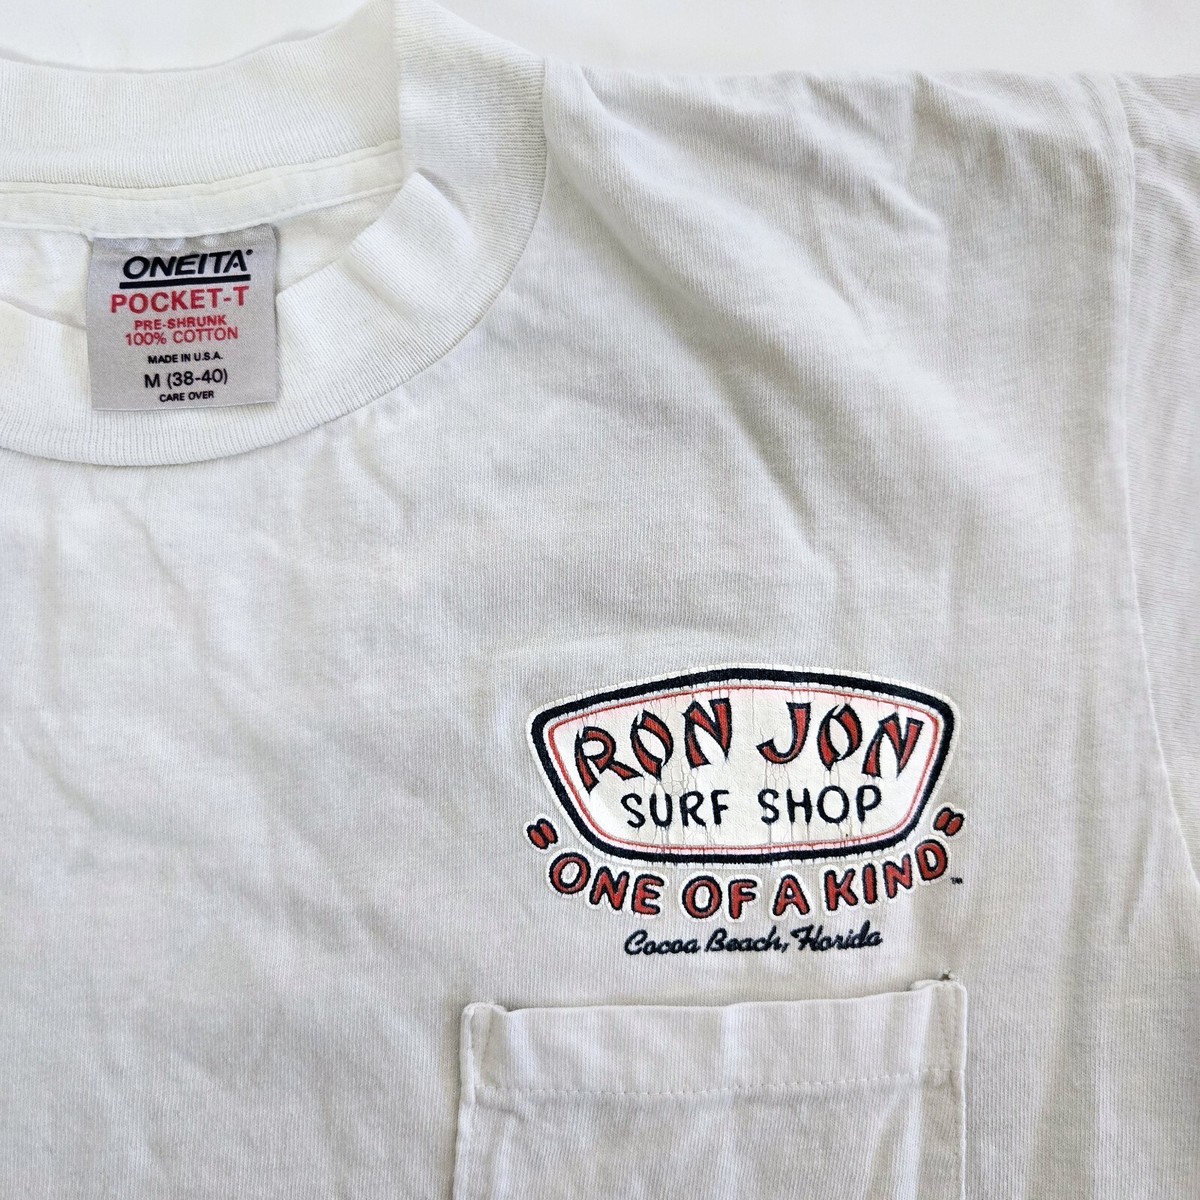 ONEITA®
POCKET-T
PRE-SHRUNK
100% COTTON
MADE IN U.S.A.
M (38-40)
CARE OVER
RON JON
SURF SHOP
"ONE OF A KIND"™
Cocoa Beach, Florida